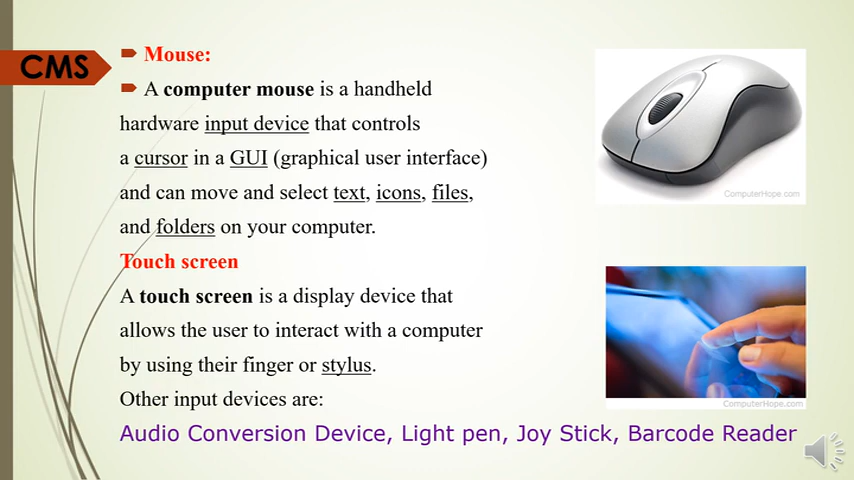 CMS
Mouse:
A computer mouse is a handheld
hardware input device that controls
a cursor in a GUI (graphical user interface)
and can move and select text, icons, files,
and folders on your computer.
Touch screen
A touch screen is a display device that
allows the user to interact with a computer
by using their finger or stylus.
Other input devices are:
Audio Conversion Device, Light pen, Joy Stick, Barcode Reader
ComputerHope.com
ComputerHope.com